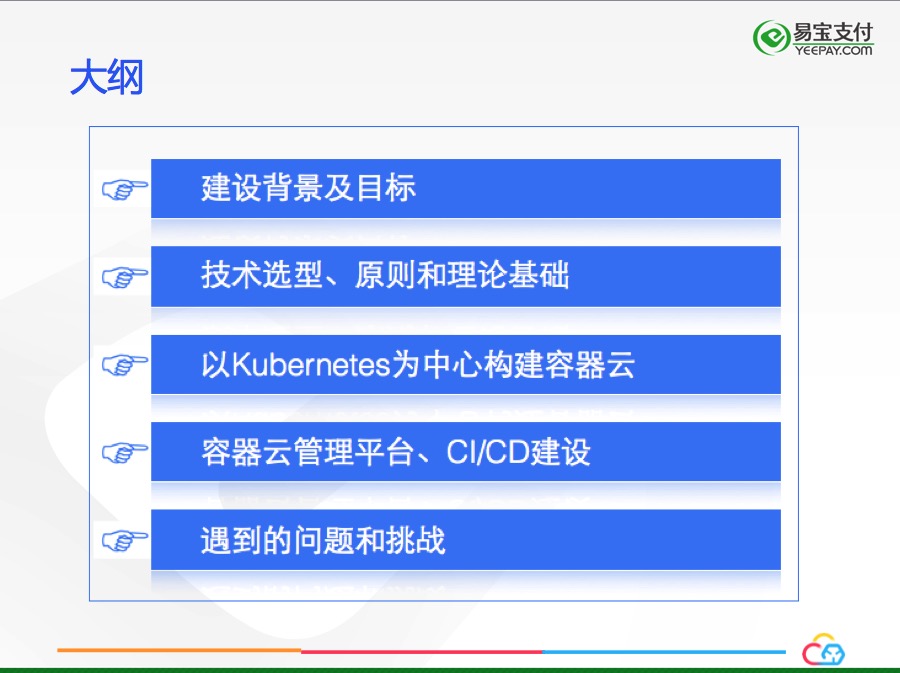 易宝支付
YEEPAY.COM
大纲
建设背景及目标
技术选型、原则和理论基础
以Kubernetes为中心构建容器云
容器云管理平台、CI/CD建设
遇到的问题和挑战